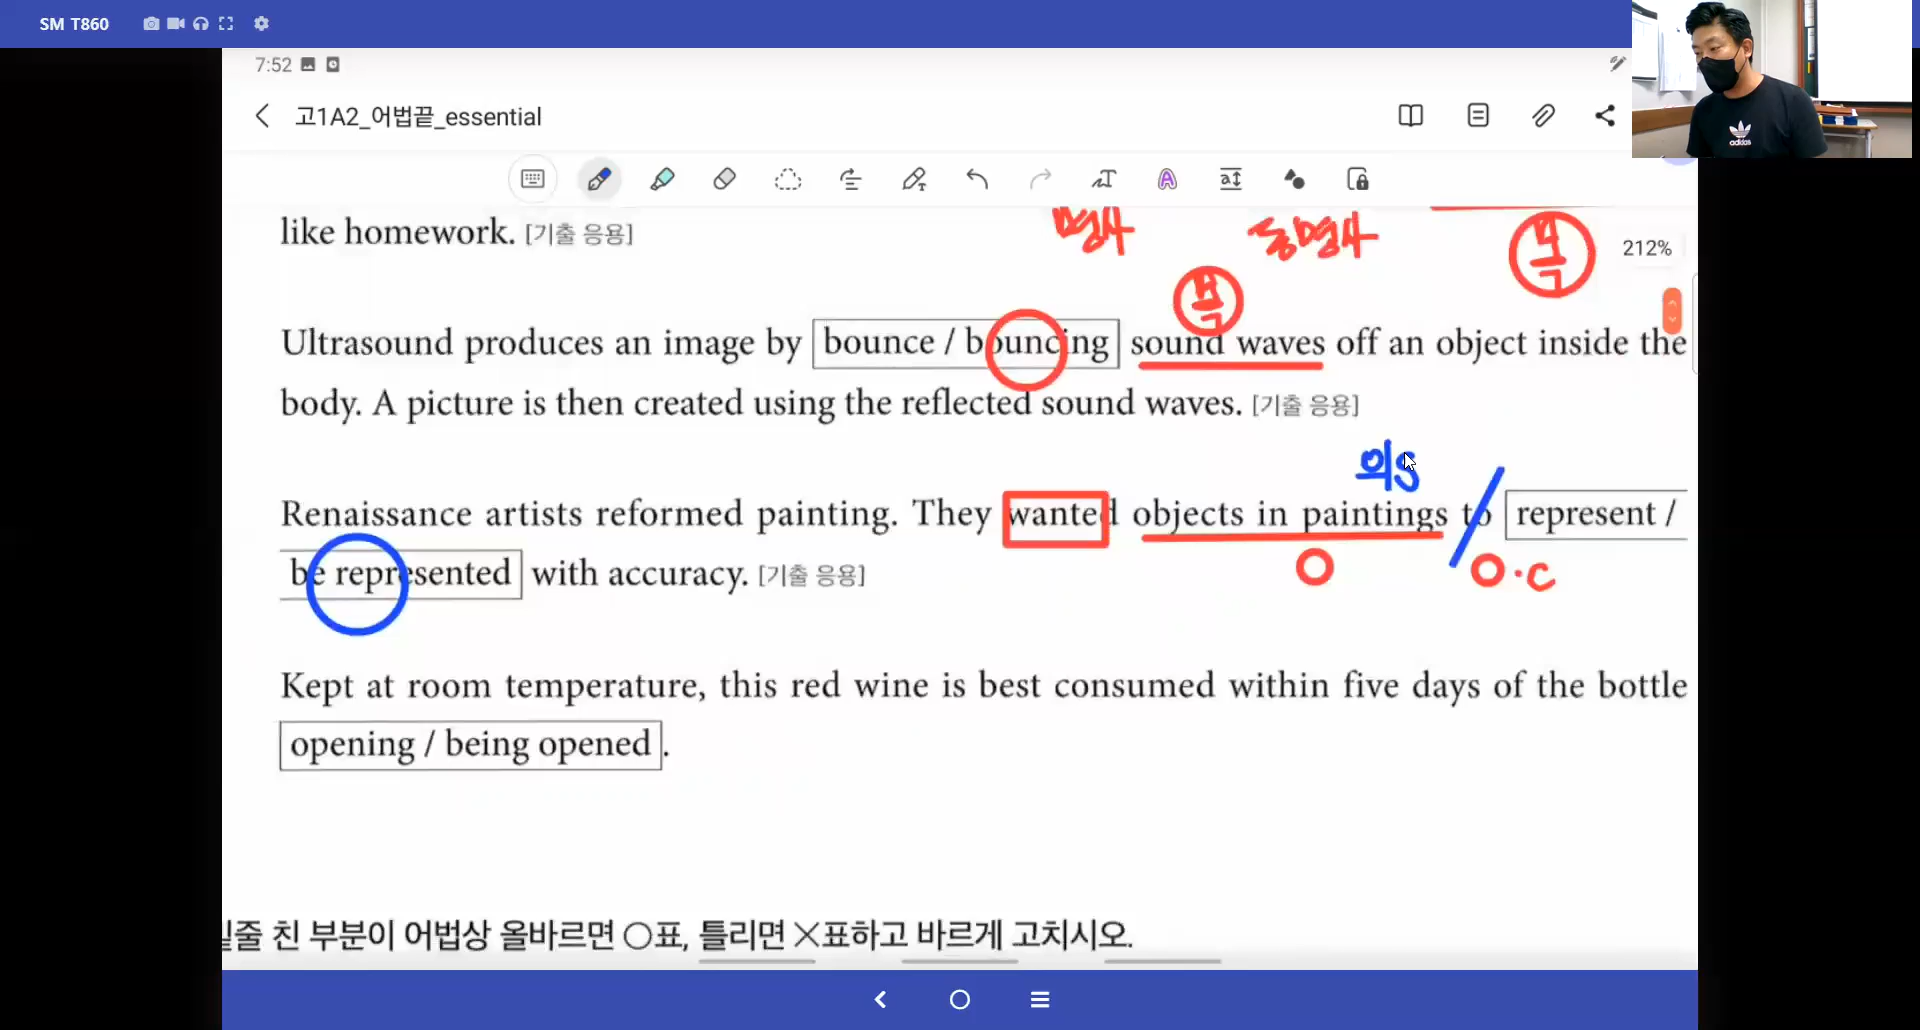 SM T860
7:52
고1A2_어법끝_essential
like homework. [기출 응용]
명사
동명사
목
212%
목
Ultrasound produces an image by bounce / bouncing sound waves off an object inside the
body. A picture is then created using the reflected sound waves. [기출 응용]
의S
Renaissance artists reformed painting. They wanted objects in paintings to represent /
be represented with accuracy. [기출 응용]
O
O.C
Kept at room temperature, this red wine is best consumed within five days of the bottle
opening / being opened.
밑줄 친 부분이 어법상 올바르면 ○표, 틀리면 ×표하고 바르게 고치시오.
adidas